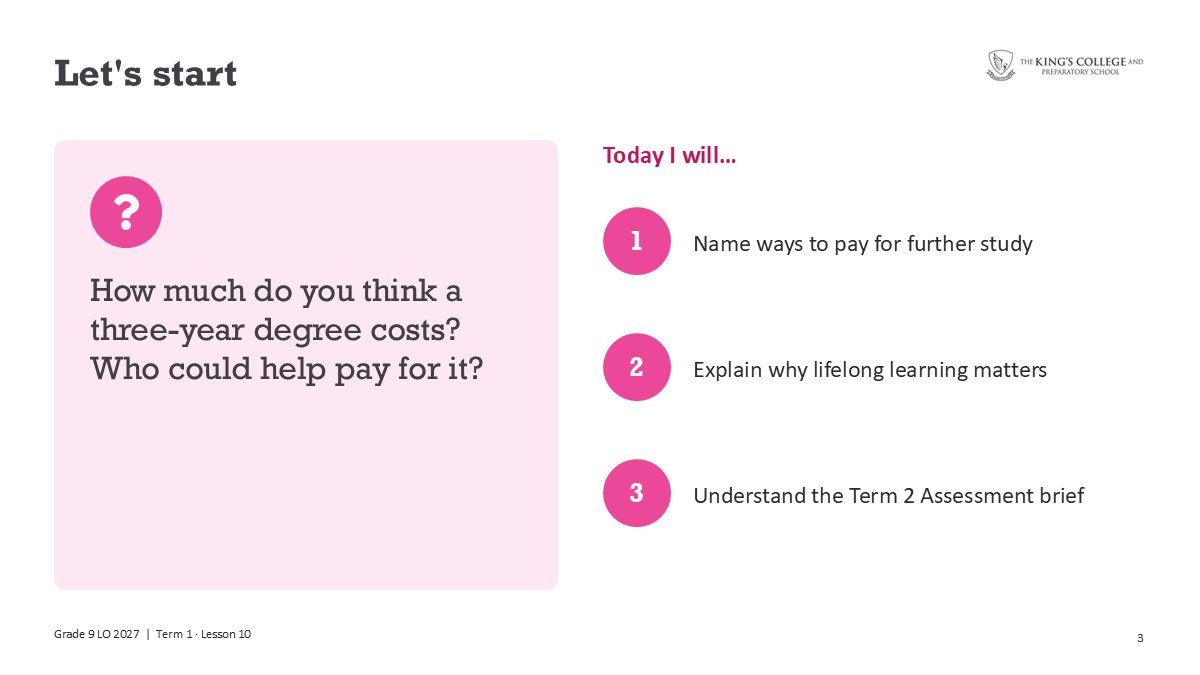 Let's start
THE KING'S COLLEGE AND
PREPARATORY SCHOOL
?
How much do you think a
three-year degree costs?
Who could help pay for it?
Today I will...
1
Name ways to pay for further study
2
Explain why lifelong learning matters
3
Understand the Term 2 Assessment brief
Grade 9 LO 2027 | Term 1 · Lesson 10
3